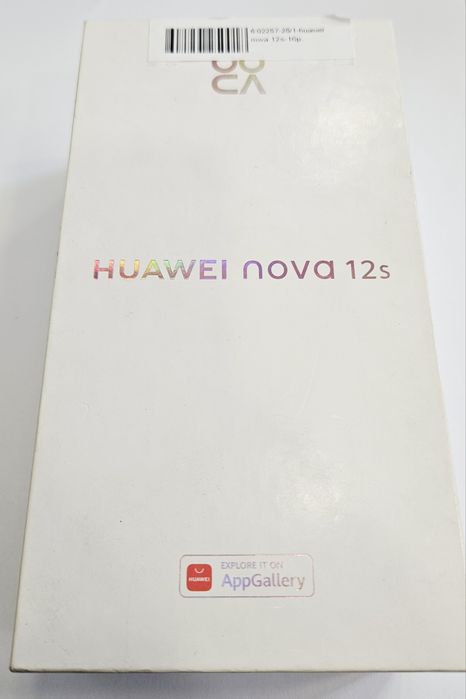 6.02257-25/1-huawei
nova 12s-16p.
HUAWEI nova 12s
HUAWEI
EXPLORE IT ON
AppGallery